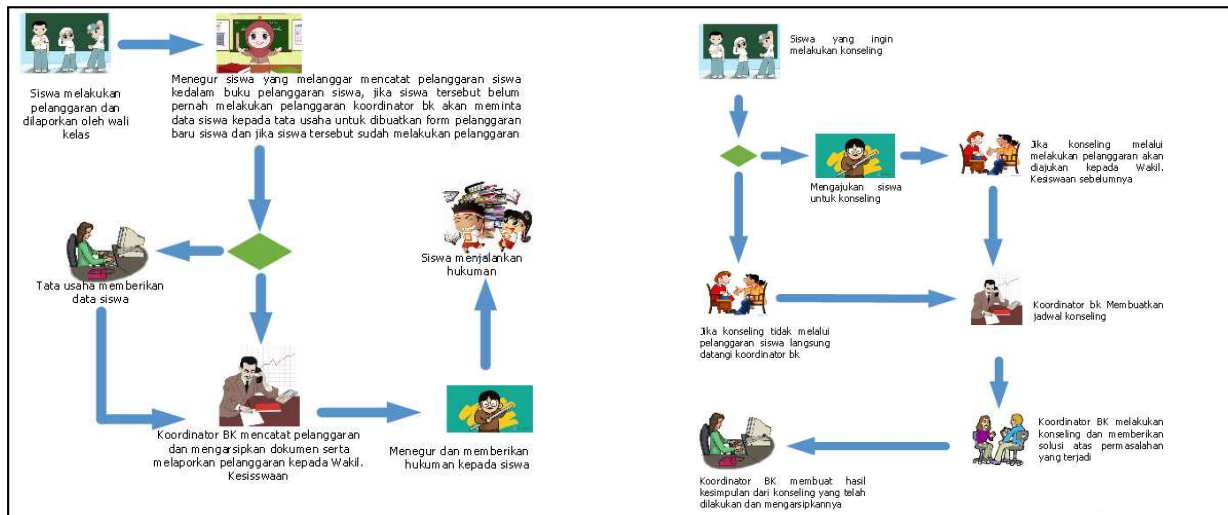 Siswa melakukan
pelanggaran dan
dilaporkan oleh wali
kelas
Menegur siswa yang melanggar mencatat pelanggaran siswa
kedalam buku pelanggaran siswa, jika siswa tersebut belum
pernah melakukan pelanggaran koordinator bk akan meminta
data siswa kepada tata usaha untuk dibuatkan form pelanggaran
baru siswa dan jika siswa tersebut sudah melakukan pelanggaran
Tata usaha memberikan
data siswa
Siswa menjalankan
hukuman
Koordinator BK mencatat pelanggaran
dan mengarsipkan dokumen serta
melaporkan pelanggaran kepada Wakil.
Kesisswaan
Menegur dan memberikan
hukuman kepada siswa
Siswa yang ingin
melakukan konseling
Mengajukan siswa
untuk konseling
Jika konseling melalui
melakukan pelanggaran akan
diajukan kepada Wakil.
Kesiswaan sebelumnya
Jika konseling tidak melalui
pelanggaran siswa langsung
datangi koordinator bk
Koordinator bk Membuatkan
jadwal konseling
Koordinator BK melakukan
konseling dan memberikan
solusi atas permasalahan
yang terjadi
Koordinator BK membuat hasil
kesimpulan dari konseling yang telah
dilakukan dan mengarsipkannya